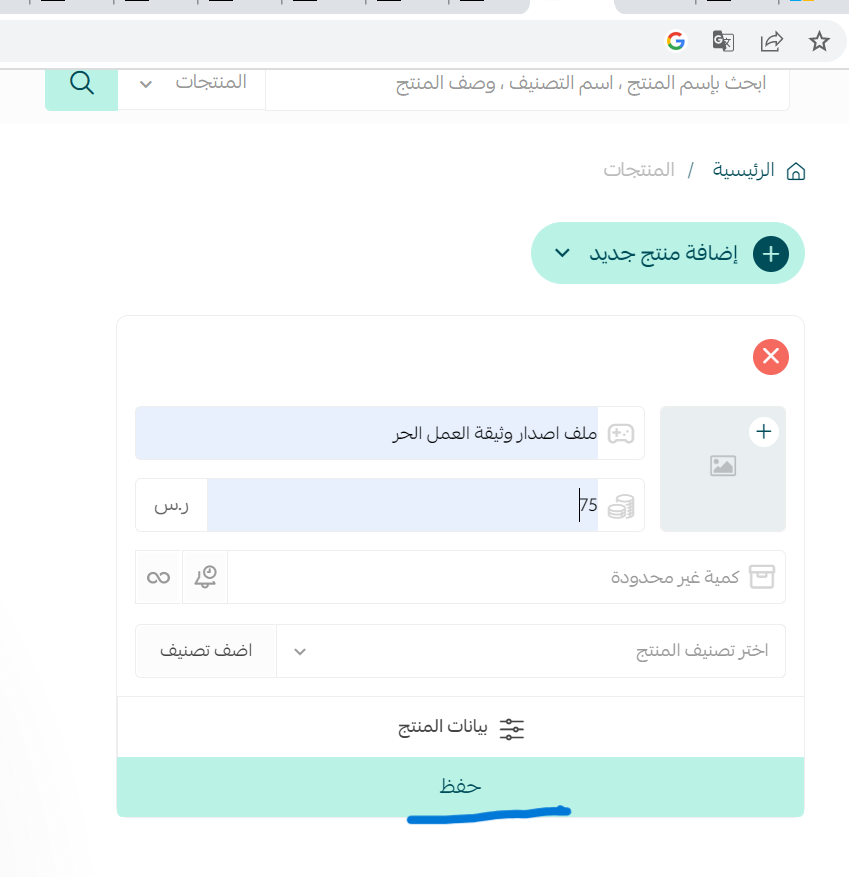 ابحث بإسم المنتج ، اسم التصنيف ، وصف المنتج المنتجات
الرئيسية / المنتجات
إضافة منتج جديد
ملف اصدار وثيقة العمل الحر
75 ر.س
كمية غير محدودة
اختر تصنيف المنتج اضف تصنيف
بيانات المنتج
حفظ